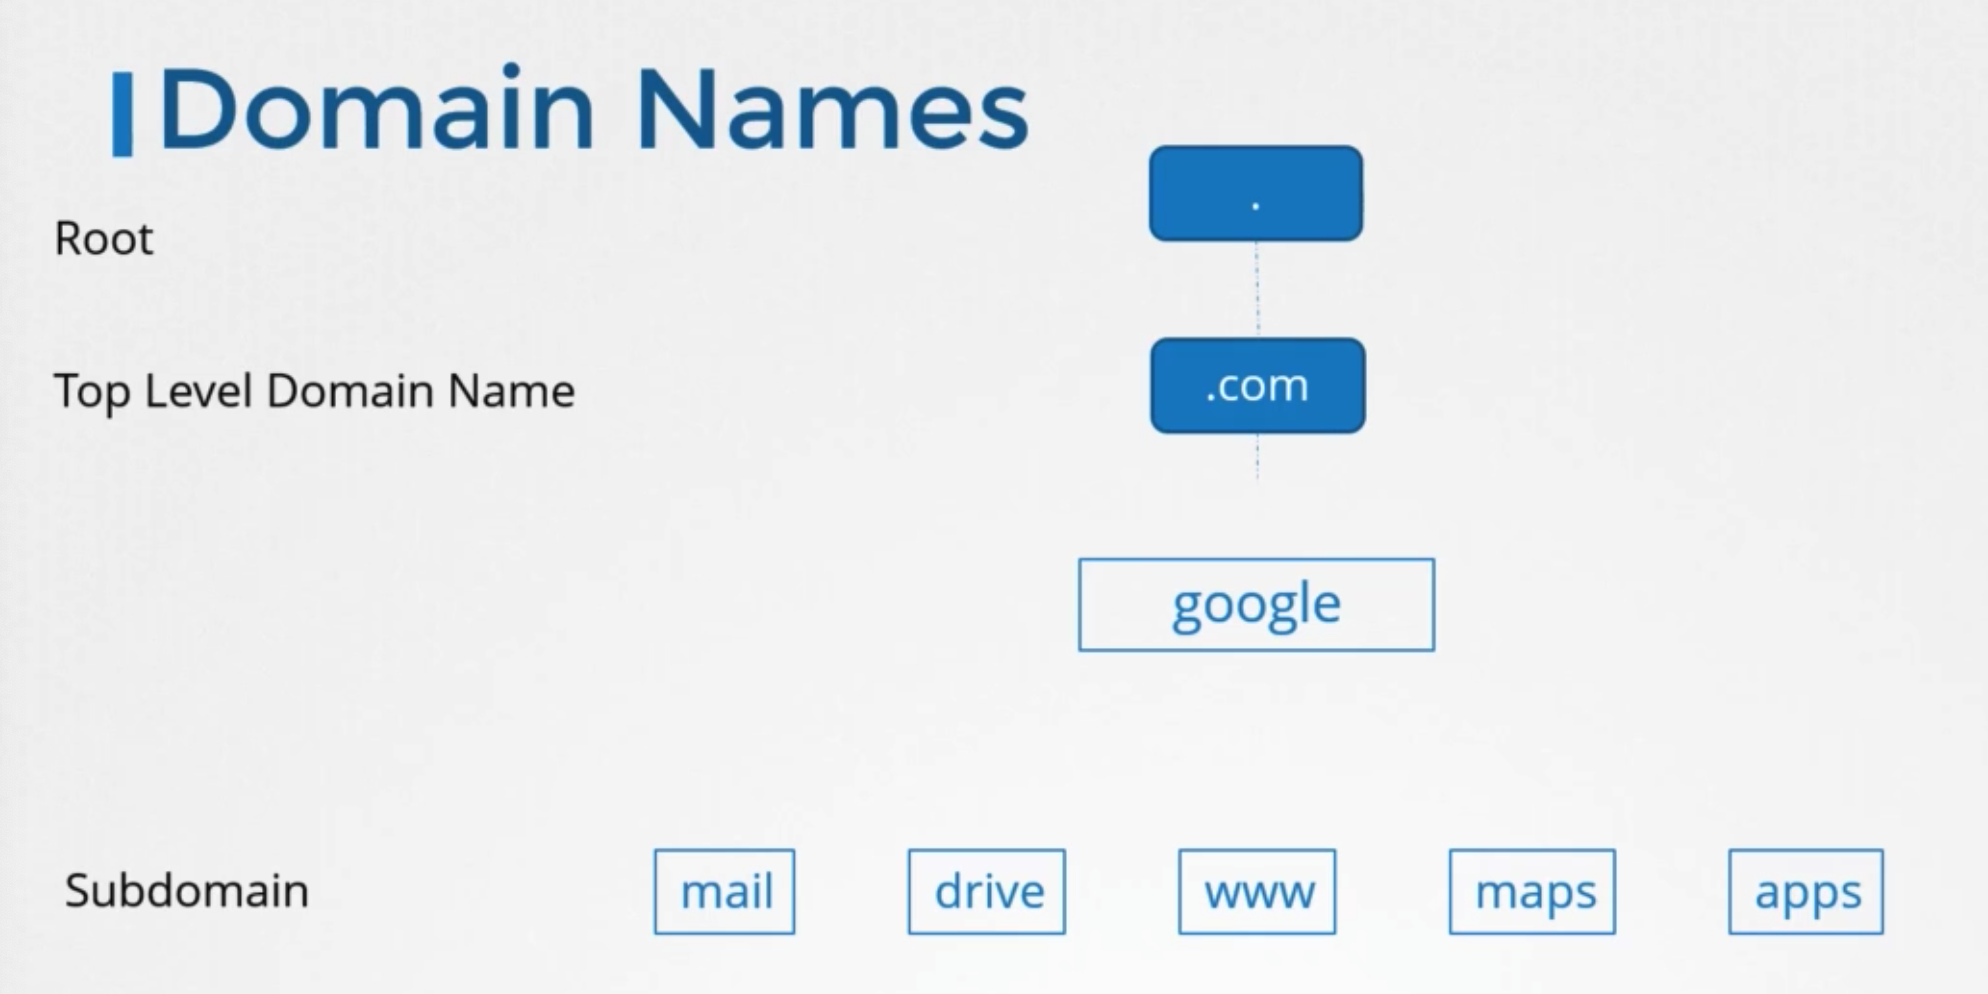 Domain Names
.
Root
.com
Top Level Domain Name
google
Subdomain
mail
drive
www
maps
apps